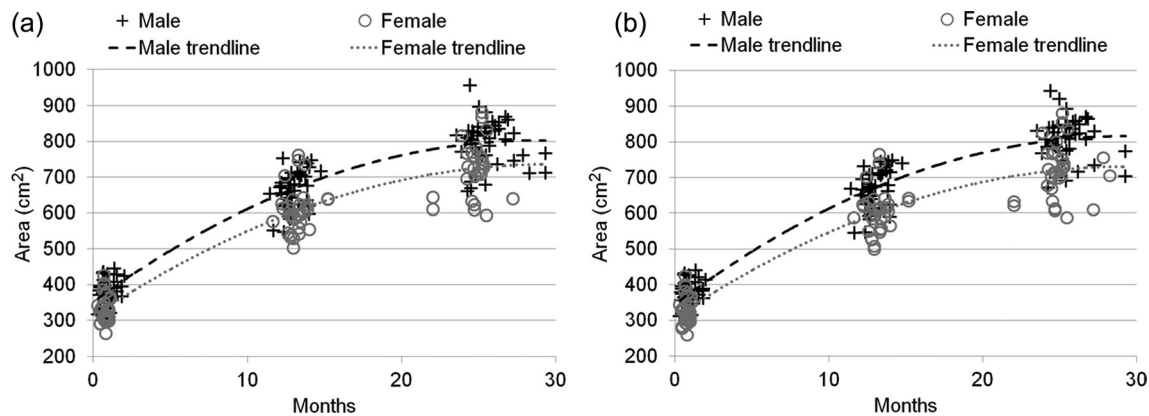 (a)
+ Male
○ Female
Male trendline
Female trendline
Area (cm²)
1000
900
800
700
600
500
400
300
200
0
10
20
30
Months
(b)
+ Male
○ Female
Male trendline
Female trendline
Area (cm²)
1000
900
800
700
600
500
400
300
200
0
10
20
30
Months